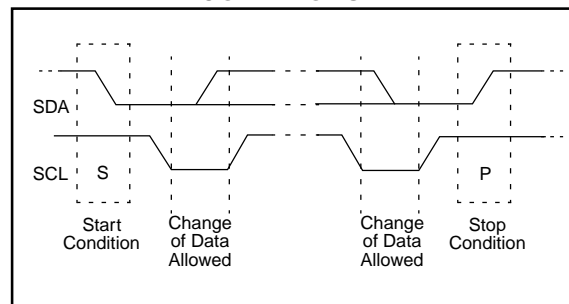 SDA
SCL
S
P
Start
Condition
Change
of Data
Allowed
Change
of Data
Allowed
Stop
Condition